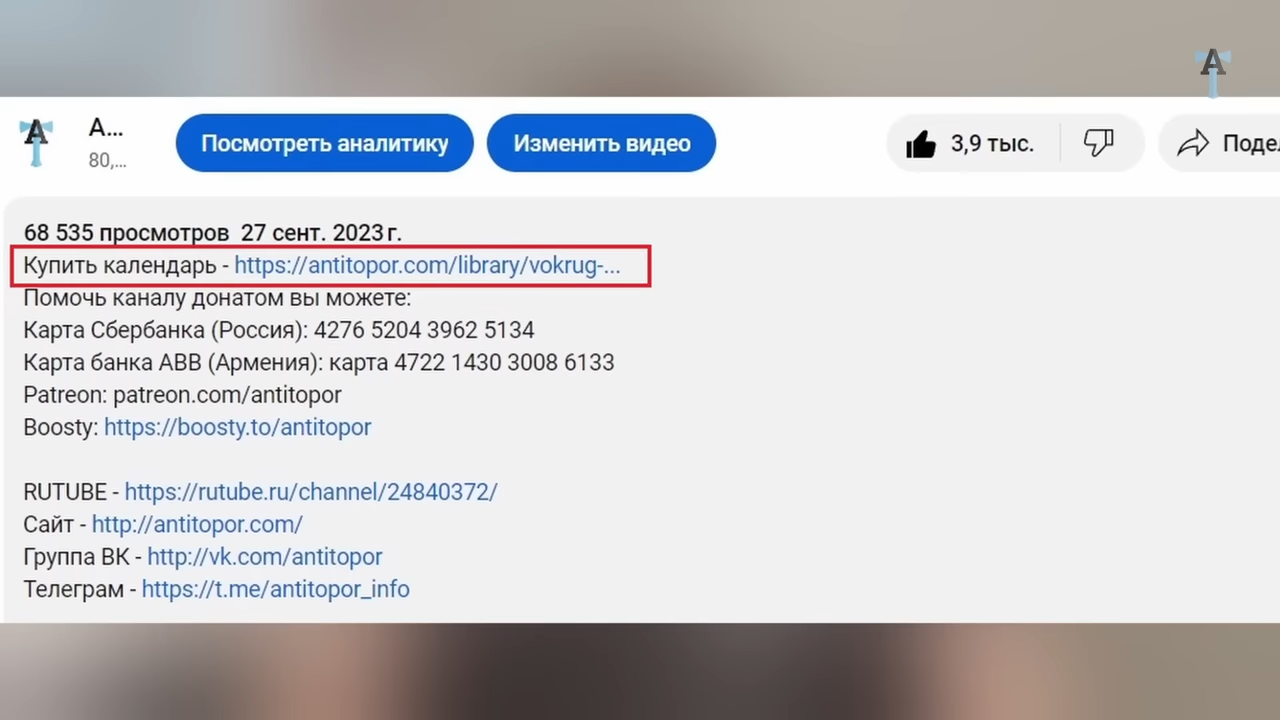 А
А
А...
80,...
Посмотреть аналитику
Изменить видео
3,9 тыс.
Поде
68 535 просмотров 27 сент. 2023 г.
Купить календарь - https://antitopor.com/library/vokrug-...
Помочь каналу донатом вы можете:
Карта Сбербанка (Россия): 4276 5204 3962 5134
Карта банка АВВ (Армения): карта 4722 1430 3008 6133
Patreon: patreon.com/antitopor
Boosty: https://boosty.to/antitopor
RUTUBE - https://rutube.ru/channel/24840372/
Сайт - http://antitopor.com/
Группа ВК - http://vk.com/antitopor
Телеграм - https://t.me/antitopor_info